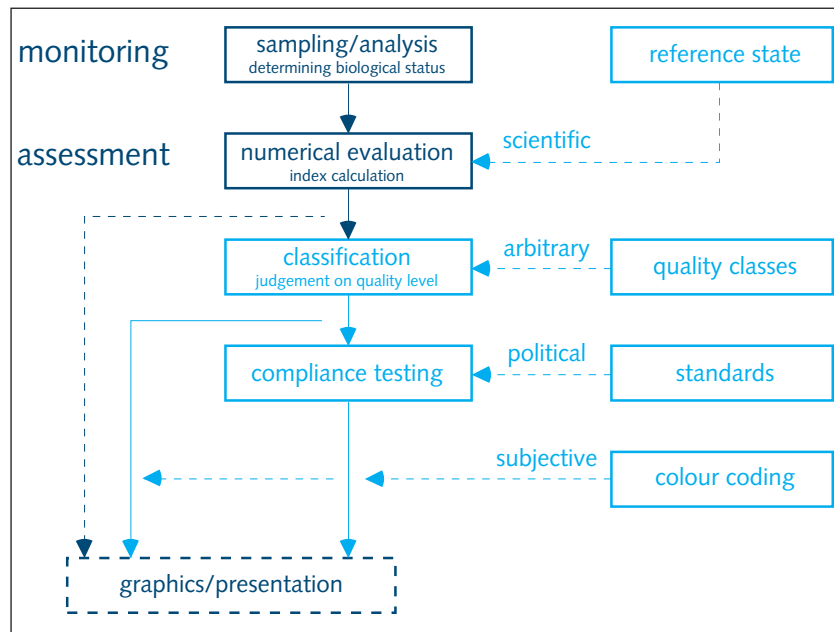 monitoring
sampling/analysis
determining biological status
reference state
assessment
numerical evaluation
index calculation
scientific
classification
judgement on quality level
arbitrary
quality classes
compliance testing
political
standards
subjective
colour coding
graphics/presentation